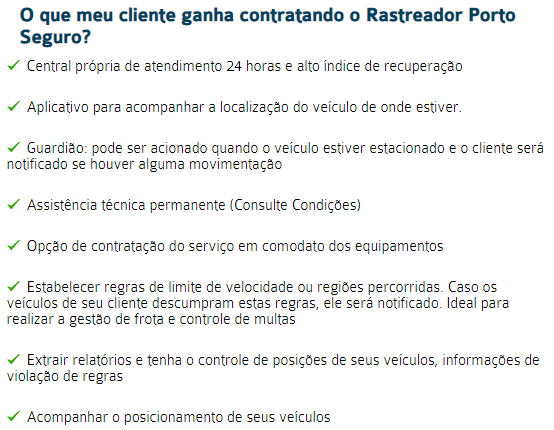 O que meu cliente ganha contratando o Rastreador Porto
Seguro?
Central própria de atendimento 24 horas e alto índice de recuperação
Aplicativo para acompanhar a localização do veículo de onde estiver.
Guardião: pode ser acionado quando o veículo estiver estacionado e o cliente será
notificado se houver alguma movimentação
Assistência técnica permanente (Consulte Condições)
Opção de contratação do serviço em comodato dos equipamentos
Estabelecer regras de limite de velocidade ou regiões percorridas. Caso os
veículos de seu cliente descumpram estas regras, ele será notificado. Ideal para
realizar a gestão de frota e controle de multas
Extrair relatórios e tenha o controle de posições de seus veículos, informações de
violação de regras
Acompanhar o posicionamento de seus veículos